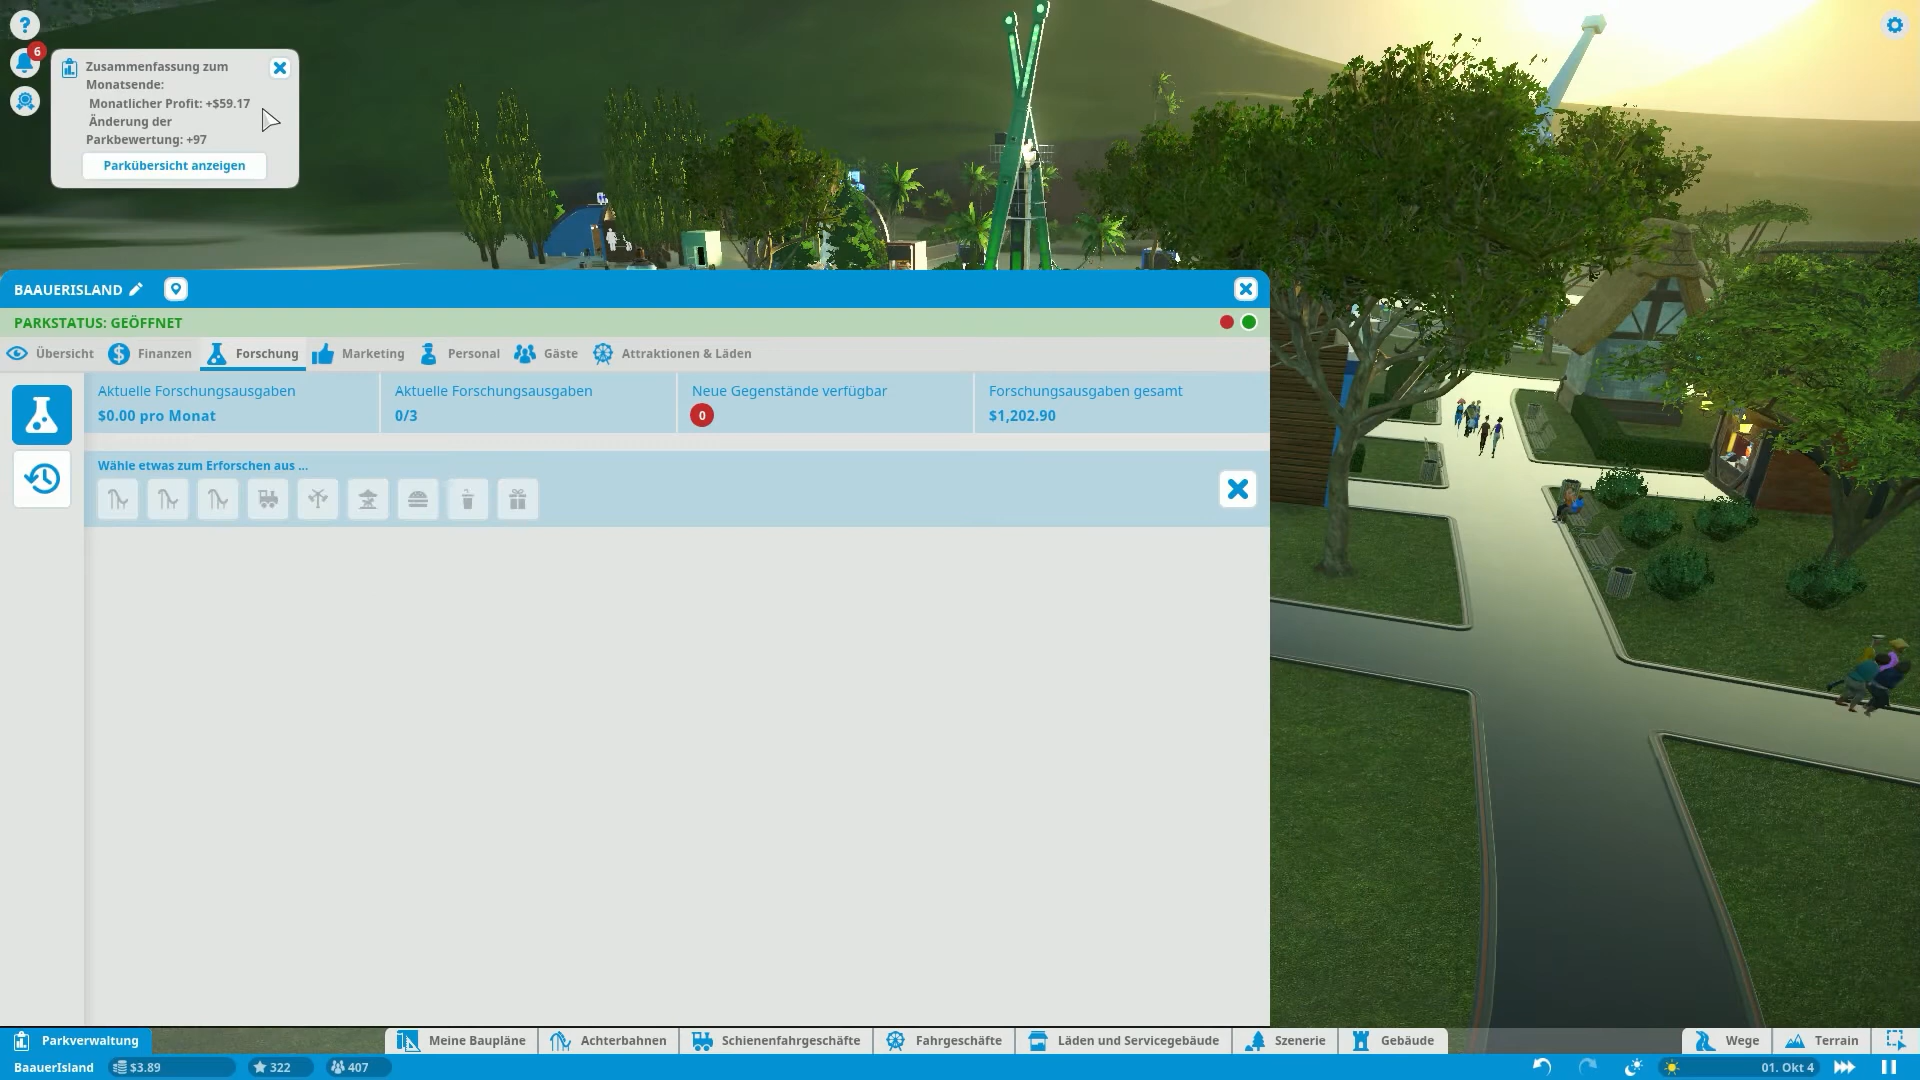 ?
6
Zusammenfassung zum
Monatsende:
Monatlicher Profit: +$59.17
Änderung der
Parkbewertung: +97
Parkübersicht anzeigen
BAAUERISLAND
PARKSTATUS: GEÖFFNET
Übersicht
Finanzen
Forschung
Marketing
Personal
Gäste
Attraktionen & Läden
Aktuelle Forschungsausgaben
$0.00 pro Monat
Aktuelle Forschungsausgaben
0/3
Neue Gegenstände verfügbar
0
Forschungsausgaben gesamt
$1,202.90
Wähle etwas zum Erforschen aus ...
Parkverwaltung
Meine Baupläne
Achterbahnen
Schienenfahrgeschäfte
Fahrgeschäfte
Läden und Servicegebäude
Szenerie
Gebäude
Wege
Terrain
BaauerIsland
$3.89
322
407
01. Okt 4